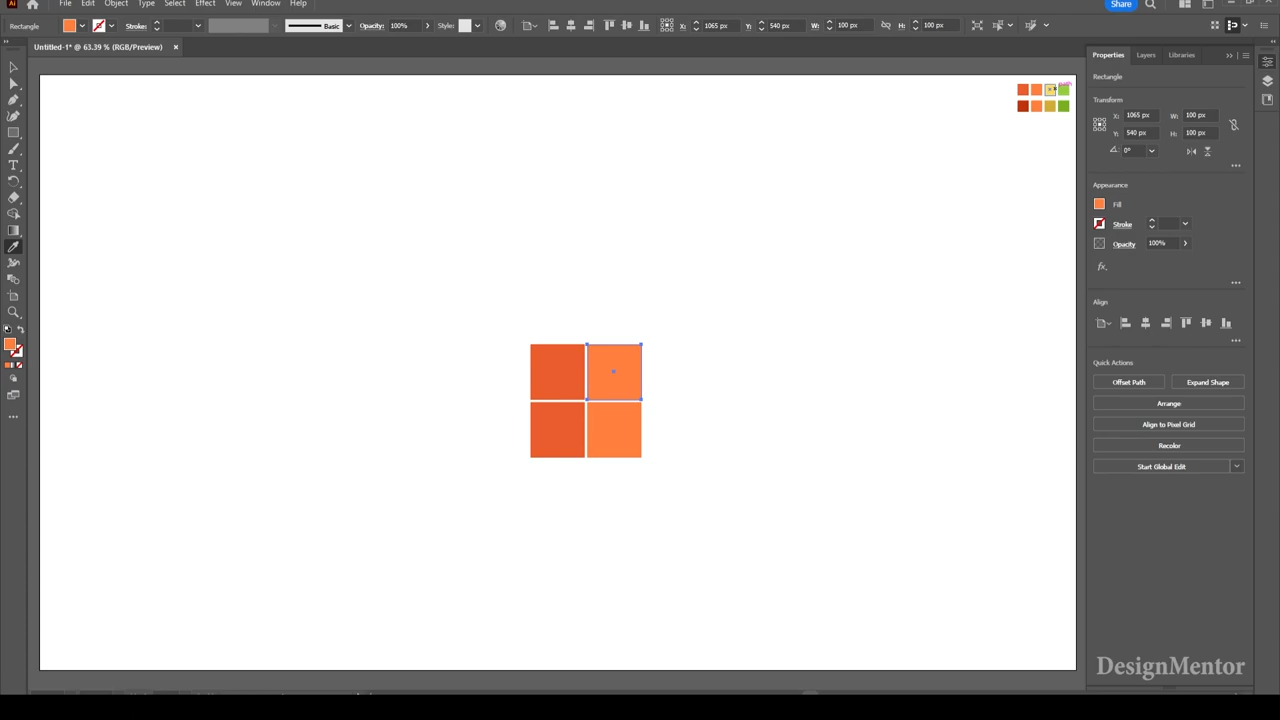 File Edit Object Type Select Effect View Window Help
Share
Rectangle Stroke: Basic Opacity: 100% Style: X: 1065 px Y: 540 px W: 100 px H: 100 px
Untitled-1* @ 63.39 % (RGB/Preview) ×
Properties Layers Libraries
Rectangle
Transform
X: 1065 px W: 100 px
Y: 540 px H: 100 px
0°
Appearance
Fill
Stroke
Opacity 100%
fx.
Align
Quick Actions
Offset Path Expand Shape
Arrange
Align to Pixel Grid
Recolor
Start Global Edit
DesignMentor